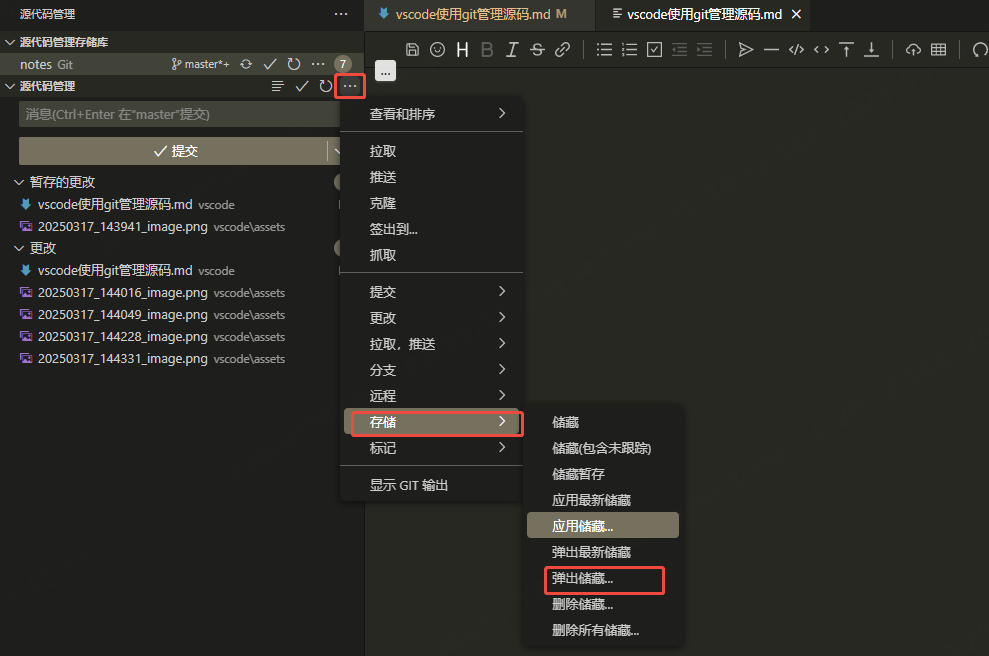 源代码管理
vscode使用git管理源码.md M
vscode使用git管理源码.md
源代码管理存储库
notes Git master*+ 7
...
源代码管理
消息(Ctrl+Enter 在"master"提交)
提交
暂存的更改
vscode使用git管理源码.md vscode
20250317_143941_image.png vscode\assets
更改
vscode使用git管理源码.md vscode
20250317_144016_image.png vscode\assets
20250317_144049_image.png vscode\assets
20250317_144228_image.png vscode\assets
20250317_144331_image.png vscode\assets
查看和排序
拉取
推送
克隆
签出到...
抓取
提交
更改
拉取，推送
分支
远程
存储
标记
显示 GIT 输出
储藏
储藏(包含未跟踪)
储藏暂存
应用最新储藏
应用储藏...
弹出最新储藏
弹出储藏...
删除储藏...
删除所有储藏...